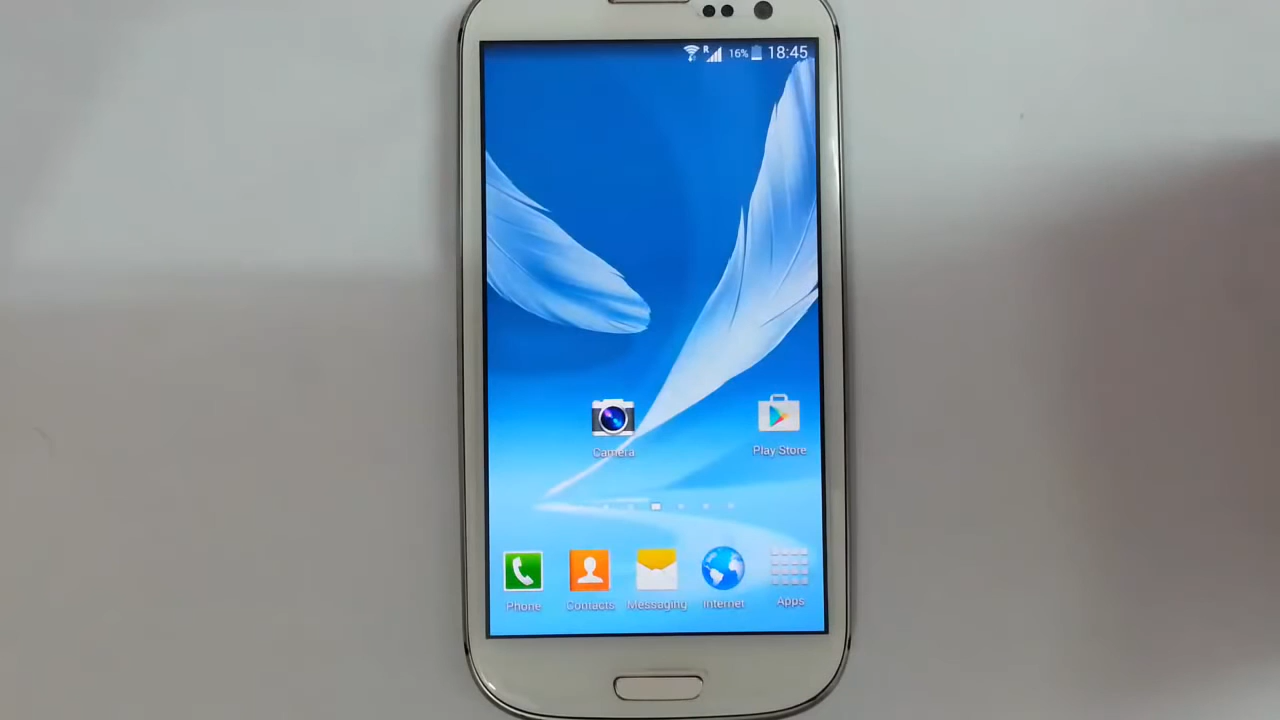 R 16% 18:45
Camera Play Store
Phone Contacts Messaging Internet Apps